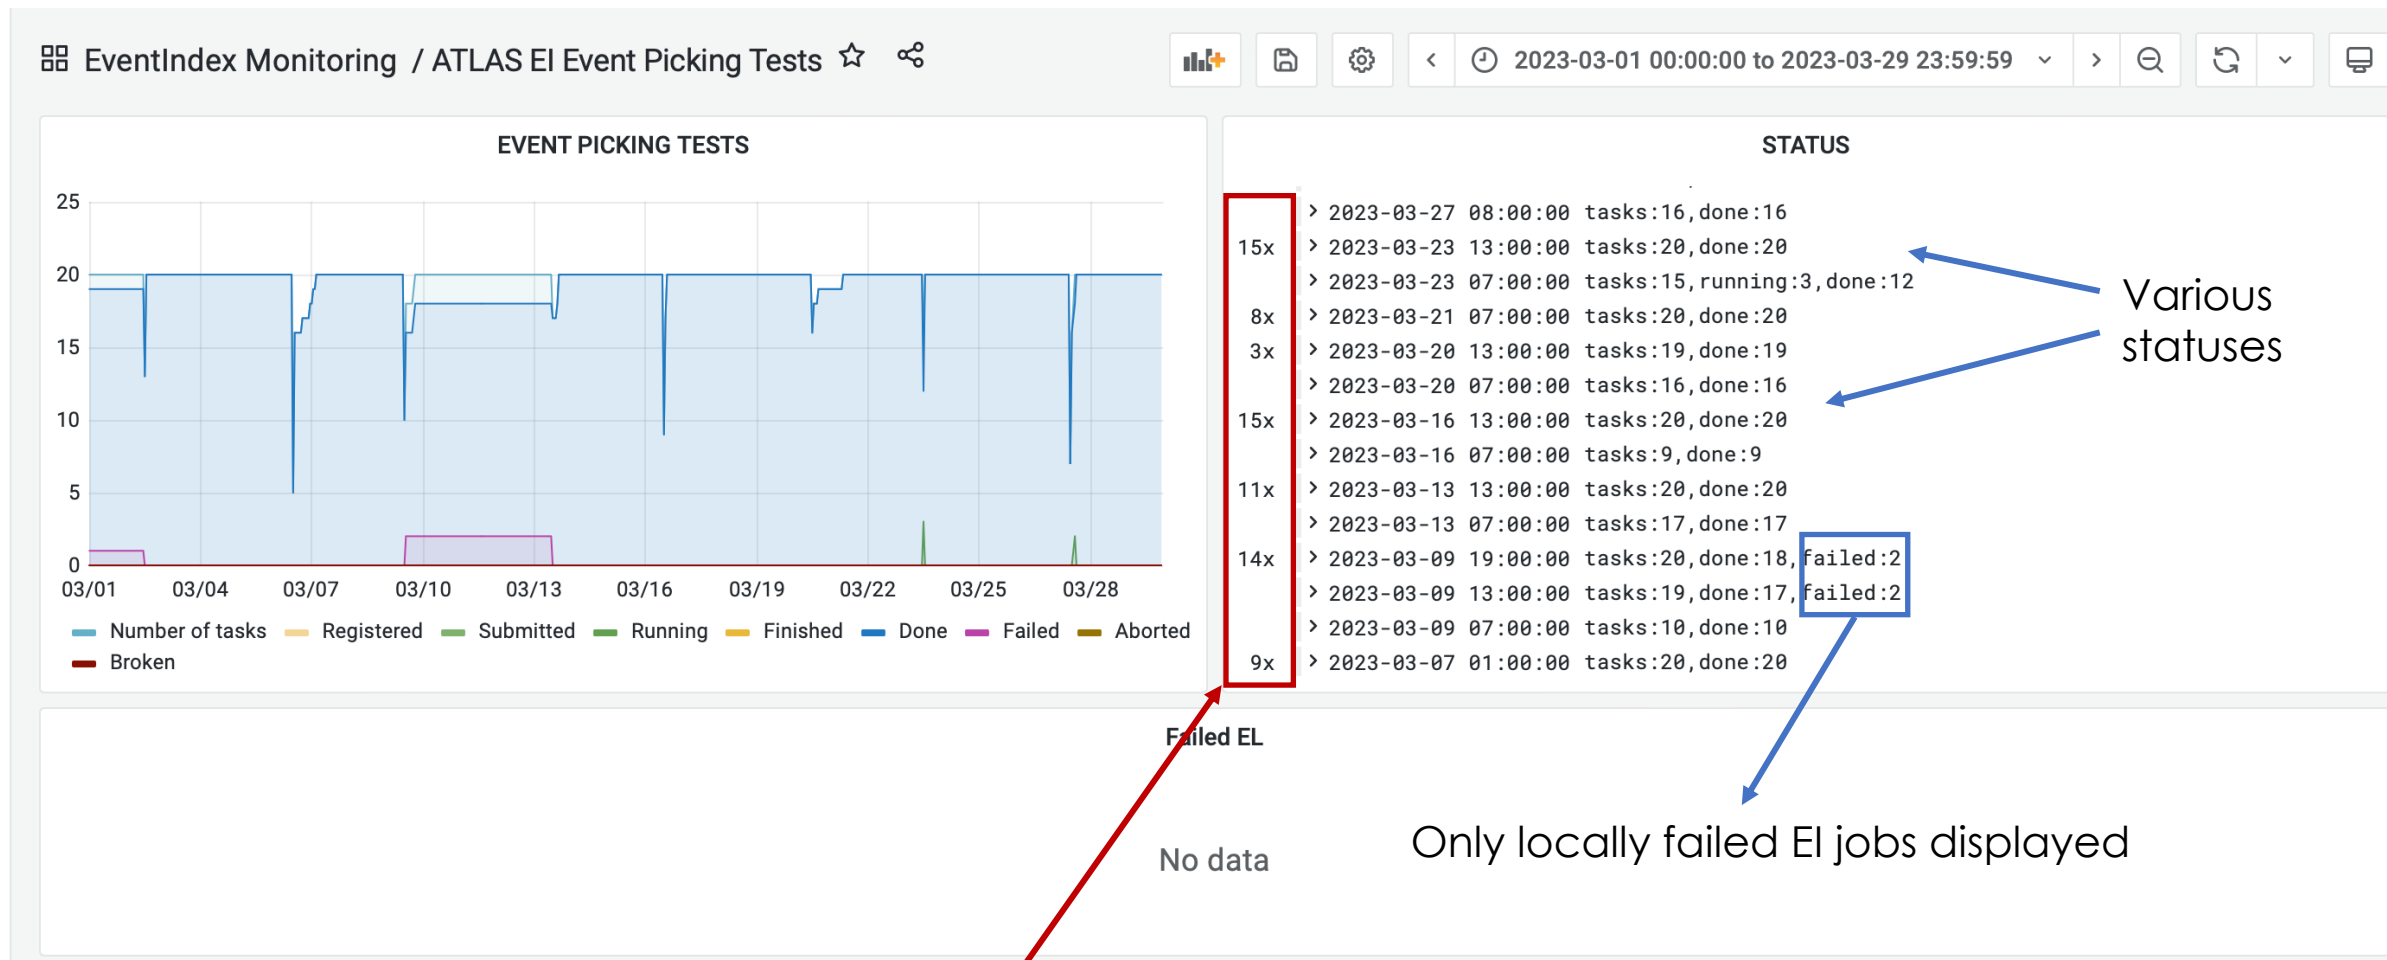 EventIndex Monitoring / ATLAS EI Event Picking Tests
2023-03-01 00:00:00 to 2023-03-29 23:59:59
EVENT PICKING TESTS
25
20
15
10
5
0
03/01 03/04 03/07 03/10 03/13 03/16 03/19 03/22 03/25 03/28
Number of tasks Registered Submitted Running Finished Done Failed Aborted
Broken
STATUS
> 2023-03-27 08:00:00 tasks:16,done:16
15x > 2023-03-23 13:00:00 tasks:20,done:20
> 2023-03-23 07:00:00 tasks:15,running:3,done:12
8x > 2023-03-21 07:00:00 tasks:20,done:20
3x > 2023-03-20 13:00:00 tasks:19,done:19
> 2023-03-20 07:00:00 tasks:16,done:16
15x > 2023-03-16 13:00:00 tasks:20,done:20
> 2023-03-16 07:00:00 tasks:9,done:9
11x > 2023-03-13 13:00:00 tasks:20,done:20
> 2023-03-13 07:00:00 tasks:17,done:17
14x > 2023-03-09 19:00:00 tasks:20,done:18,failed:2
> 2023-03-09 13:00:00 tasks:19,done:17,failed:2
> 2023-03-09 07:00:00 tasks:10,done:10
9x > 2023-03-07 01:00:00 tasks:20,done:20
Various
statuses
Failed EL
No data
Only locally failed EI jobs displayed